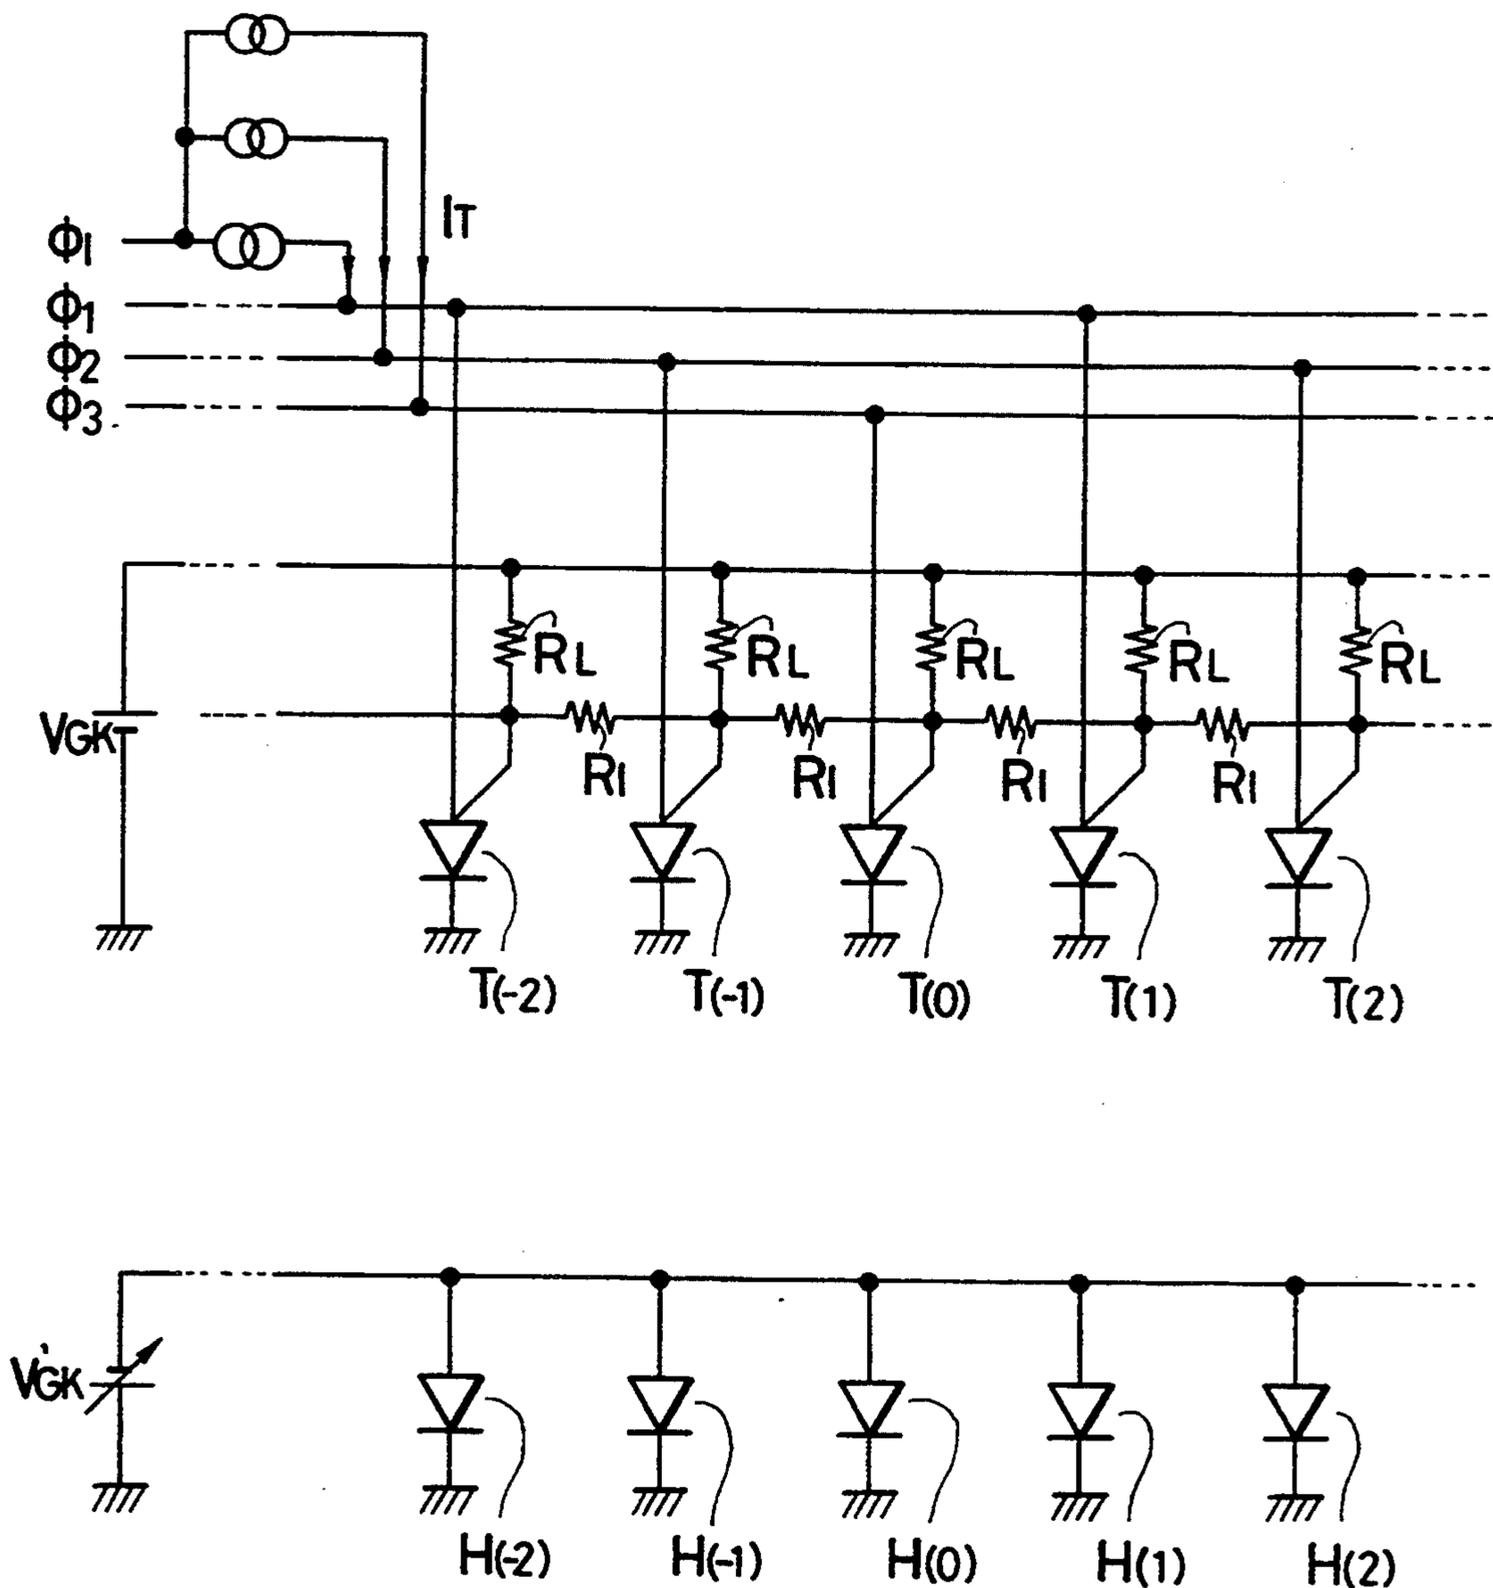 IT
ΦI
Φ1
Φ2
Φ3
RL RL RL RL RL
VGK
RI RI RI RI
T(-2) T(-1) T(0) T(1) T(2)
V'GK
H(-2) H(-1) H(0) H(1) H(2)